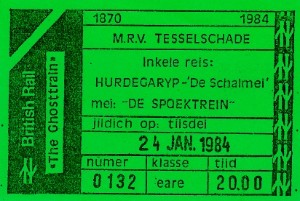 1870 1984
M.R.V. TESSELSCHADE
Inkele reis:
HURDEGARYP-'De Schalmei'
mei: "DE SPOEKTREIN"
jildich op: tiisdei
24 JAN. 1984
nûmer klasse tiid
0132 eare 20.00
British Rail
«The Ghosttrain»